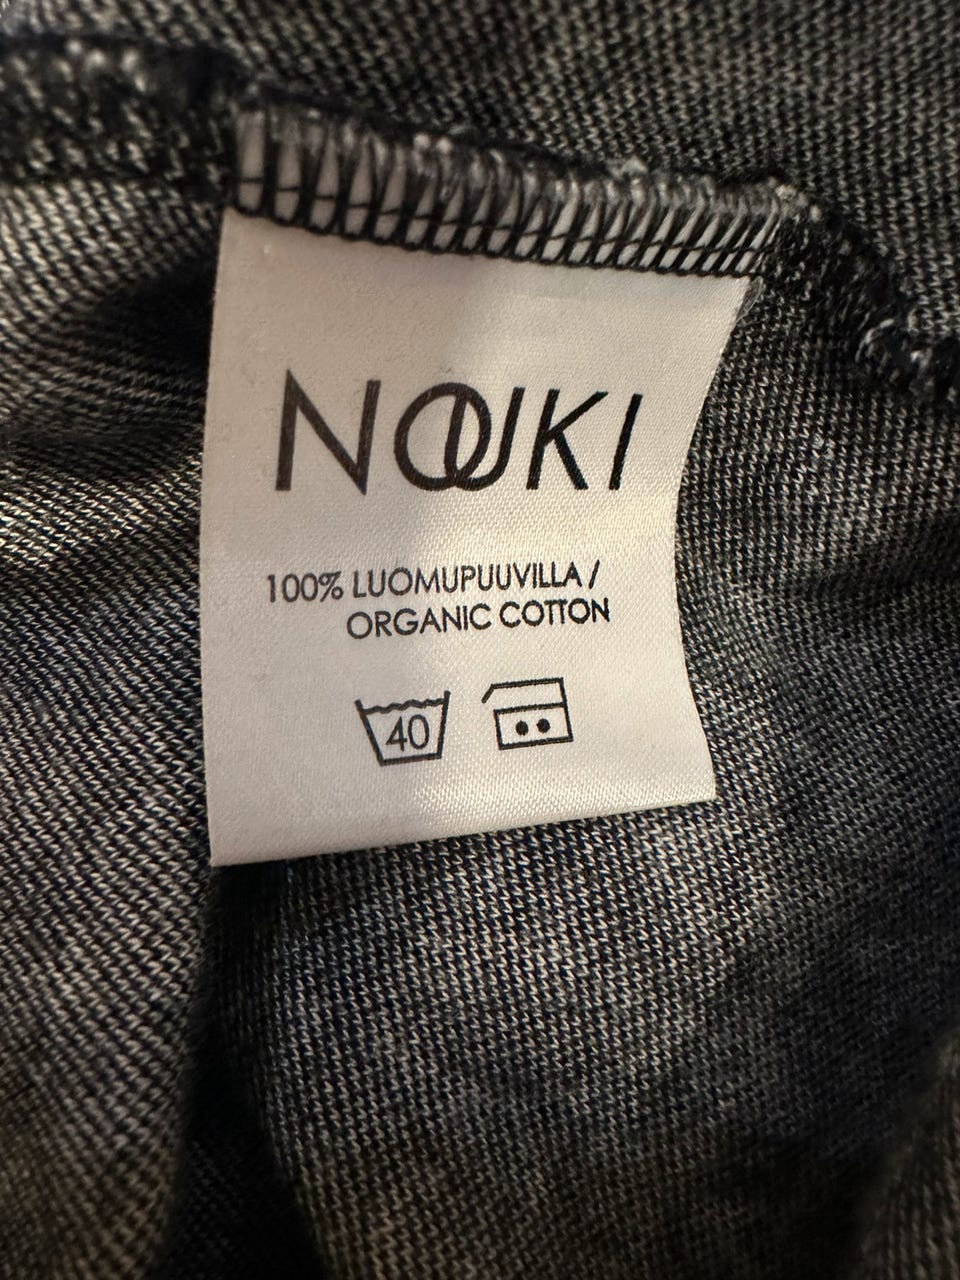 NOUKI
100% LUOMUPUUVILLA /
ORGANIC COTTON
40